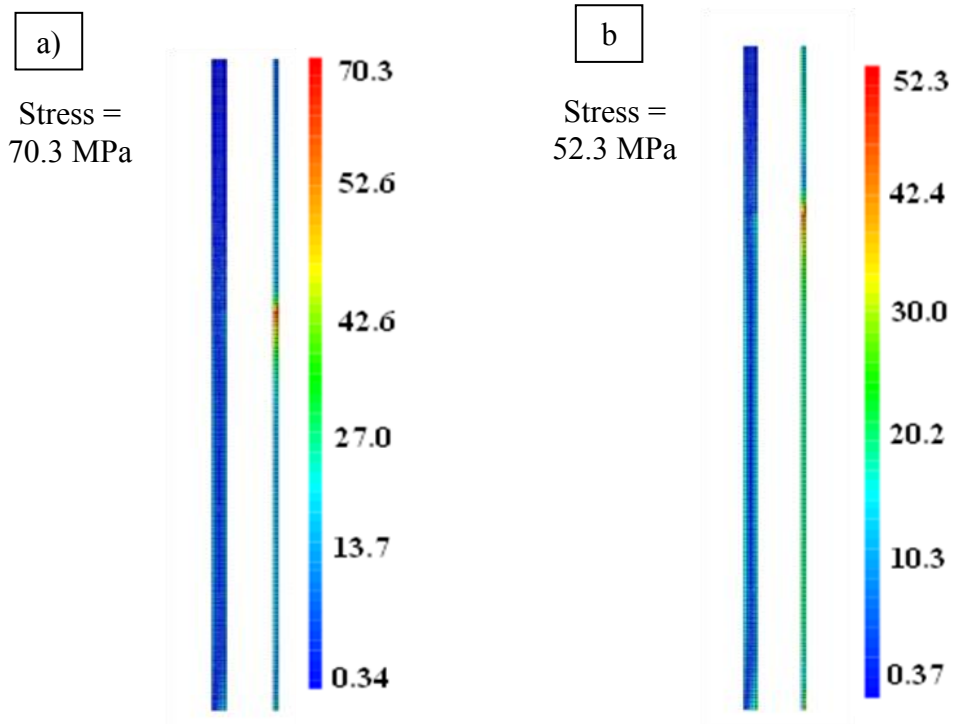 a)
Stress =
70.3 MPa
70.3
52.6
42.6
27.0
13.7
0.34
b
Stress =
52.3 MPa
52.3
42.4
30.0
20.2
10.3
0.37